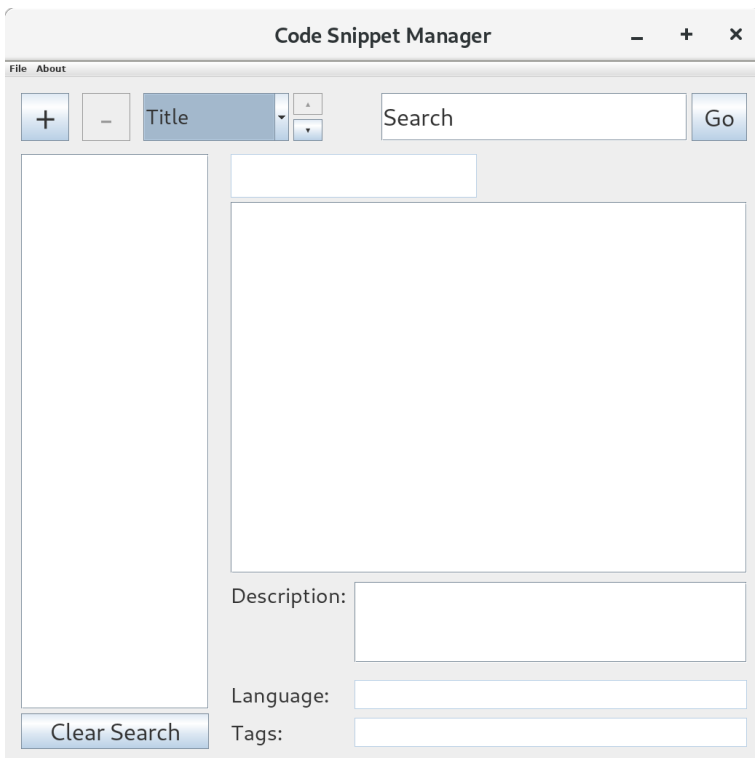 Code Snippet Manager
File About
+ - Title Search Go
Description:
Language:
Clear Search
Tags: